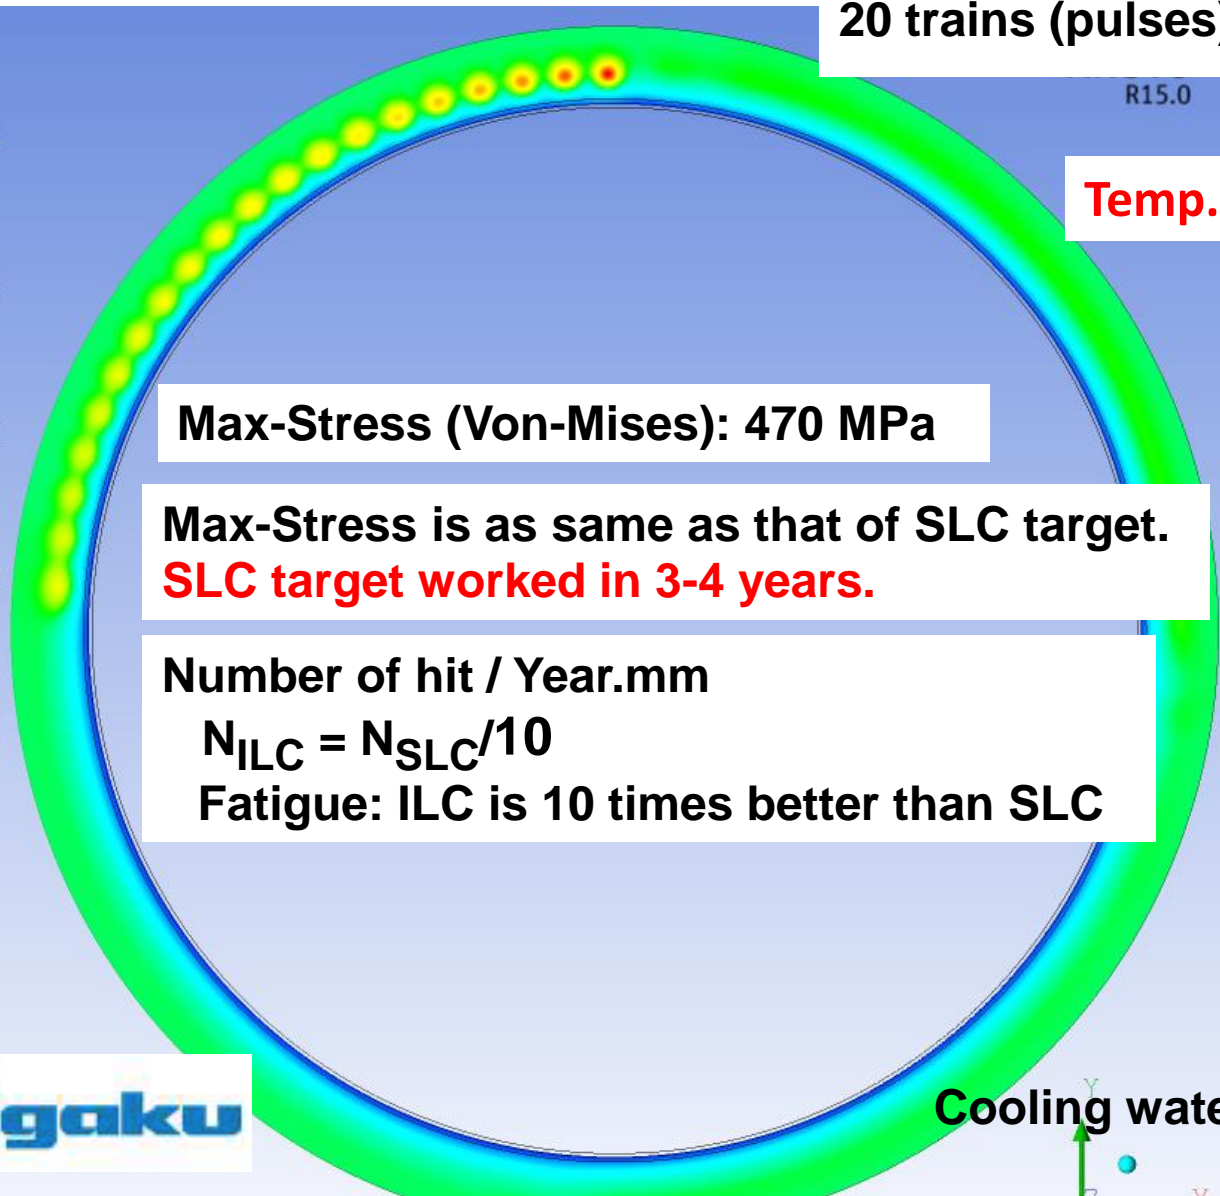 20 trains (pulses)
R15.0
Temp.
Max-Stress (Von-Mises): 470 MPa
Max-Stress is as same as that of SLC target.
SLC target worked in 3-4 years.
Number of hit / Year.mm
N_ILC = N_SLC/10
Fatigue: ILC is 10 times better than SLC
gaku
Cooling wate
Y